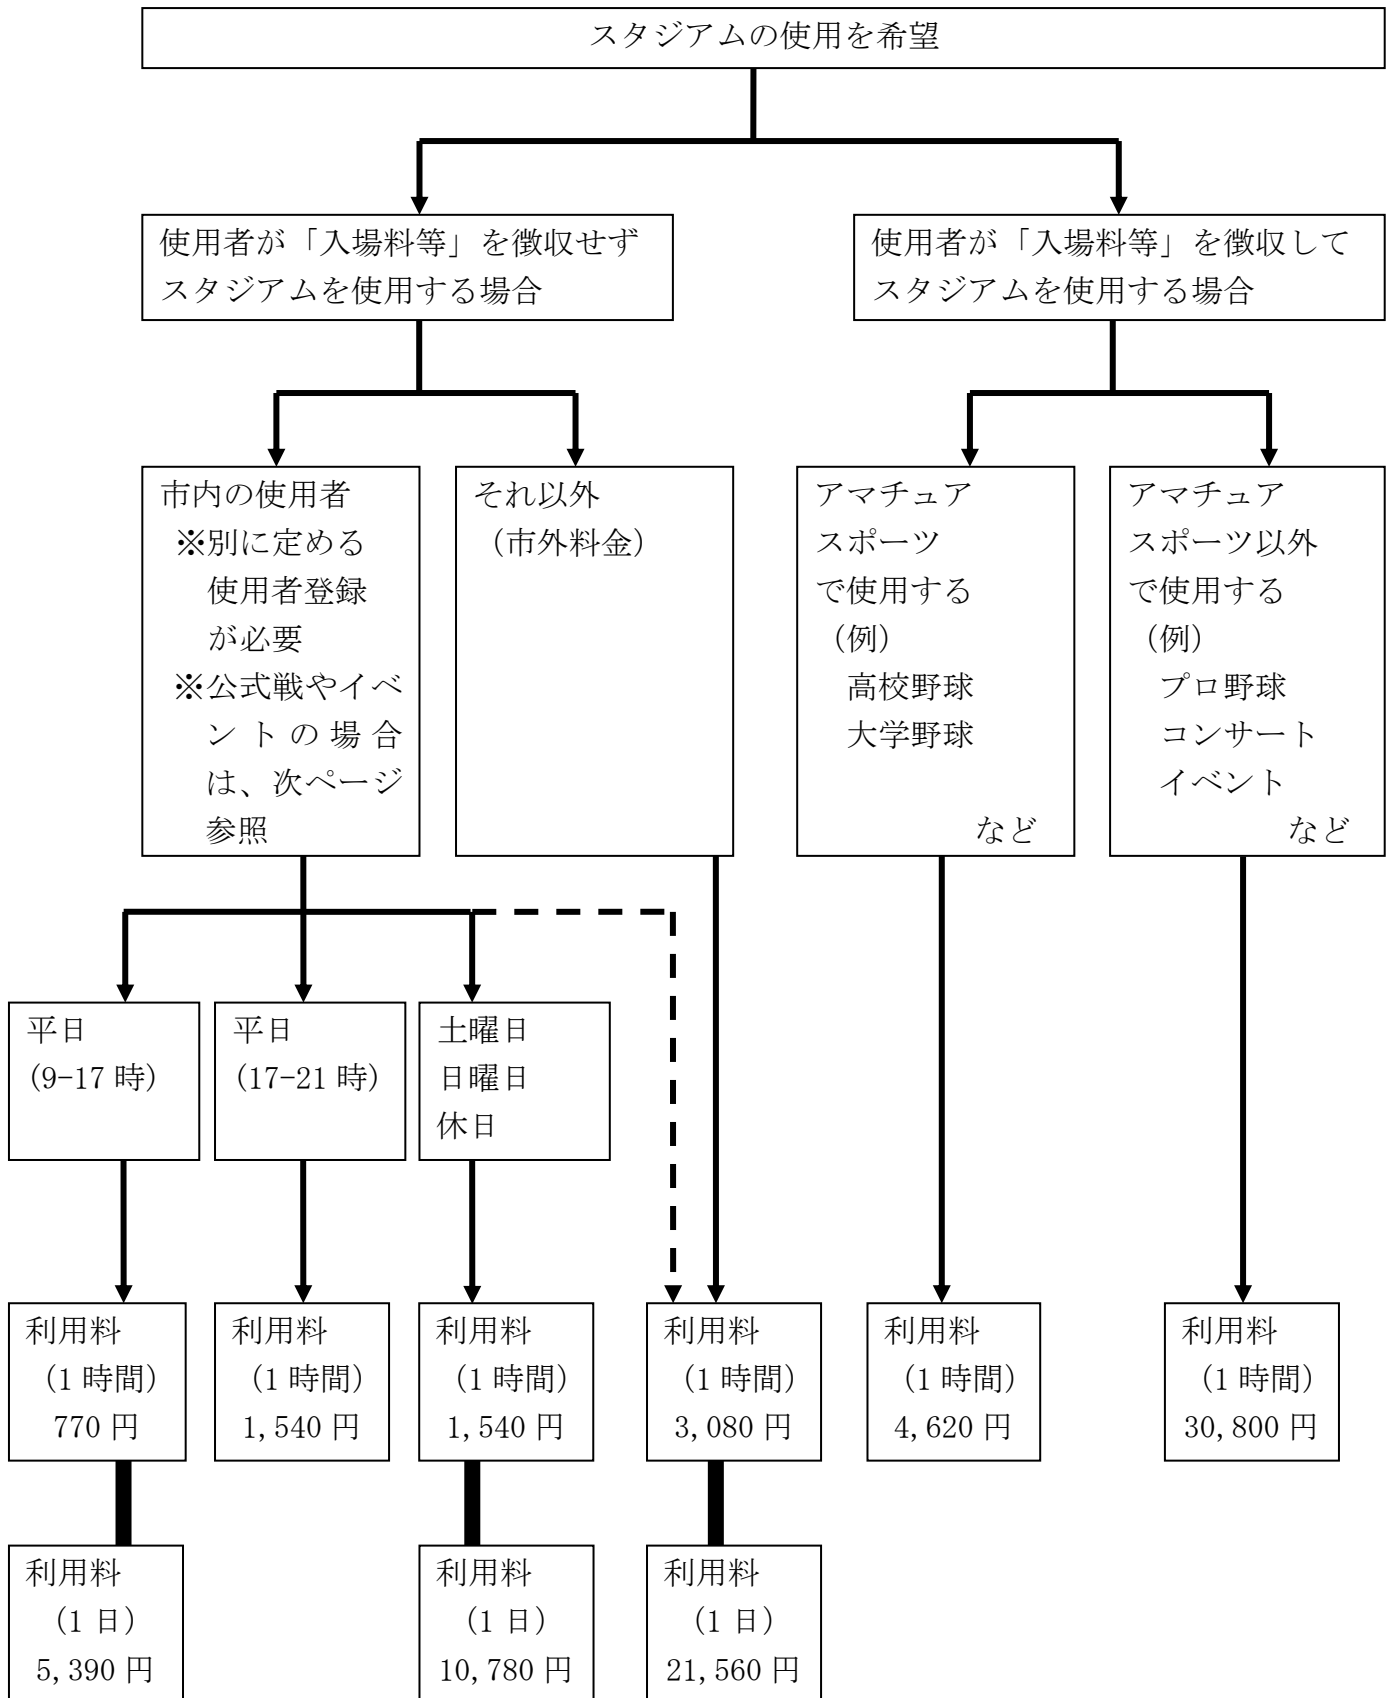 スタジアムの使用を希望
使用者が「入場料等」を徴収せず
スタジアムを使用する場合
使用者が「入場料等」を徴収して
スタジアムを使用する場合
市内の使用者
※別に定める
使用者登録
が必要
※公式戦やイベ
ントの場合
は、次ページ
参照
それ以外
（市外料金）
アマチュア
スポーツ
で使用する
（例）
高校野球
大学野球
など
アマチュア
スポーツ以外
で使用する
（例）
プロ野球
コンサート
イベント
など
平日
(9-17 時)
平日
(17-21 時)
土曜日
日曜日
休日
利用料
（1 時間）
770 円
利用料
（1 時間）
1,540 円
利用料
（1 時間）
1,540 円
利用料
（1 時間）
3,080 円
利用料
（1 時間）
4,620 円
利用料
（1 時間）
30,800 円
利用料
（1 日）
5,390 円
利用料
（1 日）
10,780 円
利用料
（1 日）
21,560 円